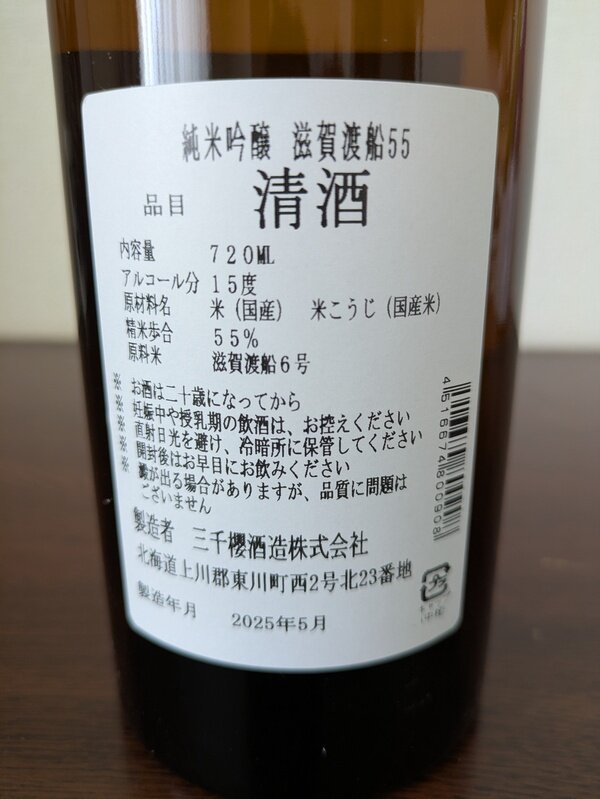 純米吟醸 滋賀渡船55
品目 清酒
内容量 720ML
アルコール分 15度
原材料名 米（国産） 米こうじ（国産米）
精米歩合 55%
原料米 滋賀渡船6号
※ お酒は二十歳になってから
※ 妊娠中や授乳期の飲酒は、お控えください
※ 直射日光を避け、冷暗所に保管してください
※ 開封後はお早目にお飲みください
※ 澱が出る場合がありますが、品質に問題は
ございません
製造者 三千櫻酒造株式会社
北海道上川郡東川町西2号北23番地
製造年月 2025年5月
4516674800908
プラ
キャップ
（中栓）